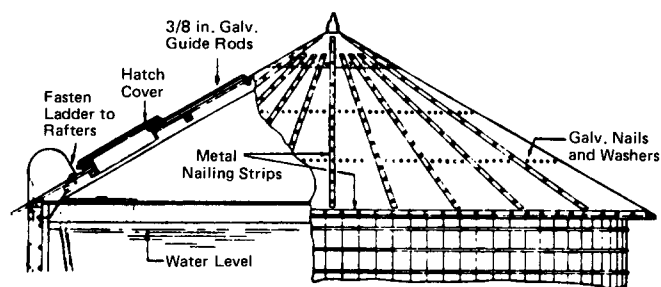 3/8 in. Galv.
Guide Rods
Hatch
Cover
Fasten
Ladder to
Rafters
Galv. Nails
and Washers
Metal
Nailing Strips
Water Level